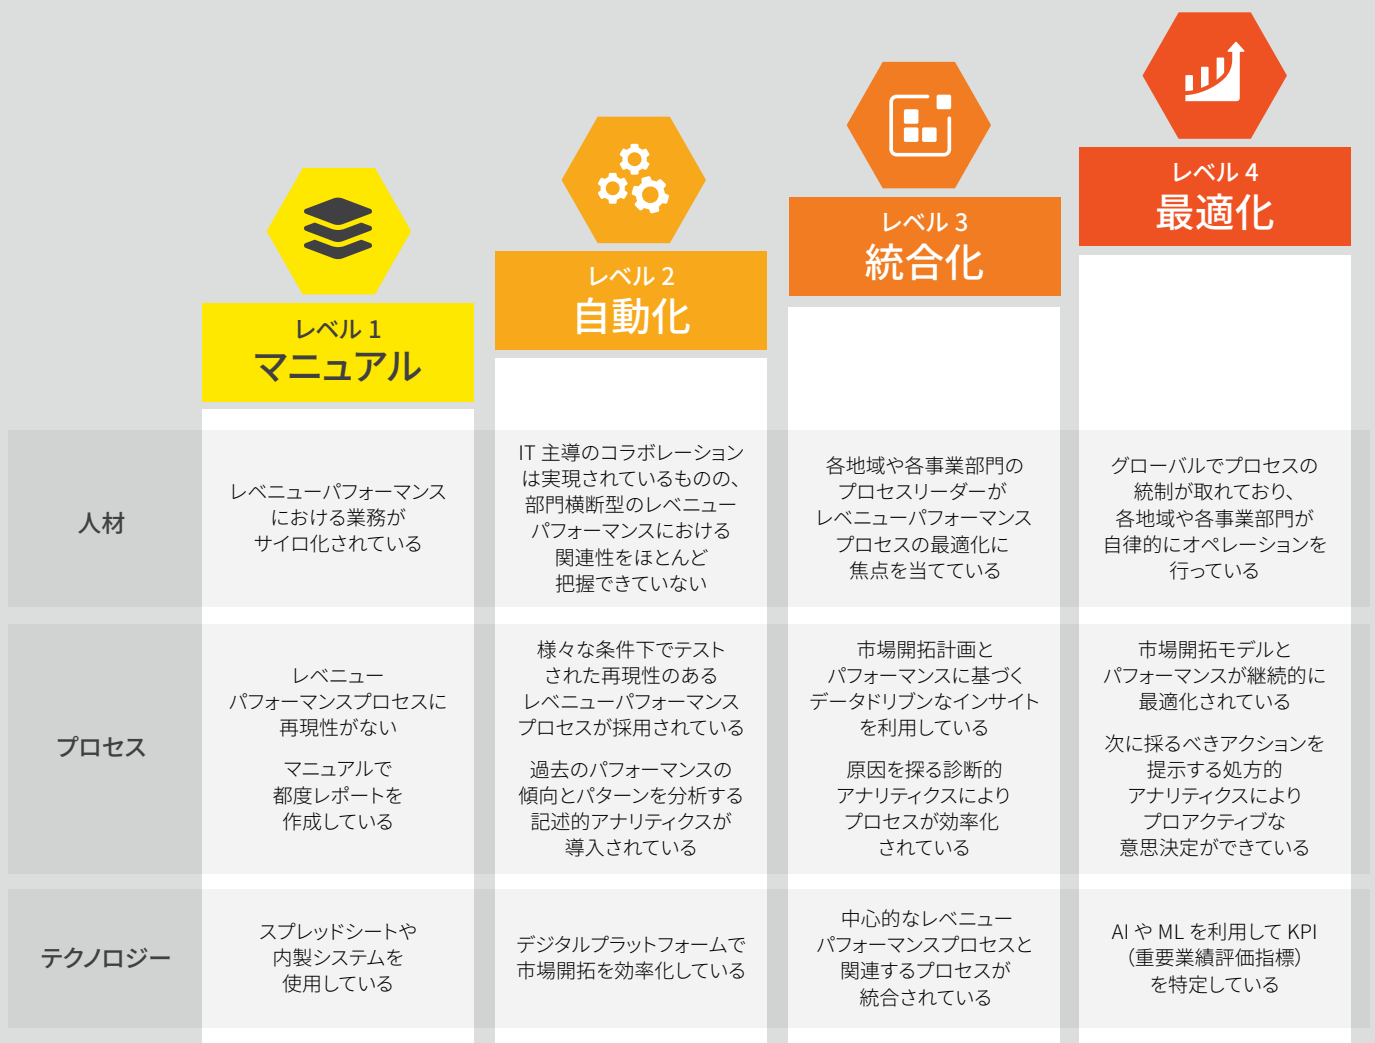 レベル 1
マニュアル
レベル 2
自動化
レベル 3
統合化
レベル 4
最適化
人材
レベニューパフォーマンス
における業務が
サイロ化されている
IT 主導のコラボレーション
は実現されているものの、
部門横断型のレベニュー
パフォーマンスにおける
関連性をほとんど
把握できていない
各地域や各事業部門の
プロセスリーダーが
レベニューパフォーマンス
プロセスの最適化に
焦点を当てている
グローバルでプロセスの
統制が取れており、
各地域や各事業部門が
自律的にオペレーションを
行っている
プロセス
レベニュー
パフォーマンスプロセスに
再現性がない
マニュアルで
都度レポートを
作成している
様々な条件下でテスト
された再現性のある
レベニューパフォーマンス
プロセスが採用されている
過去のパフォーマンスの
傾向とパターンを分析する
記述的アナリティクスが
導入されている
市場開拓計画と
パフォーマンスに基づく
データドリブンなインサイト
を利用している
原因を探る診断的
アナリティクスにより
プロセスが効率化
されている
市場開拓モデルと
パフォーマンスが継続的に
最適化されている
次に採るべきアクションを
提示する処方的
アナリティクスにより
プロアクティブな
意思決定ができている
テクノロジー
スプレッドシートや
内製システムを
使用している
デジタルプラットフォームで
市場開拓を効率化している
中心的なレベニュー
パフォーマンスプロセスと
関連するプロセスが
統合されている
AI や ML を利用して KPI
（重要業績評価指標）
を特定している